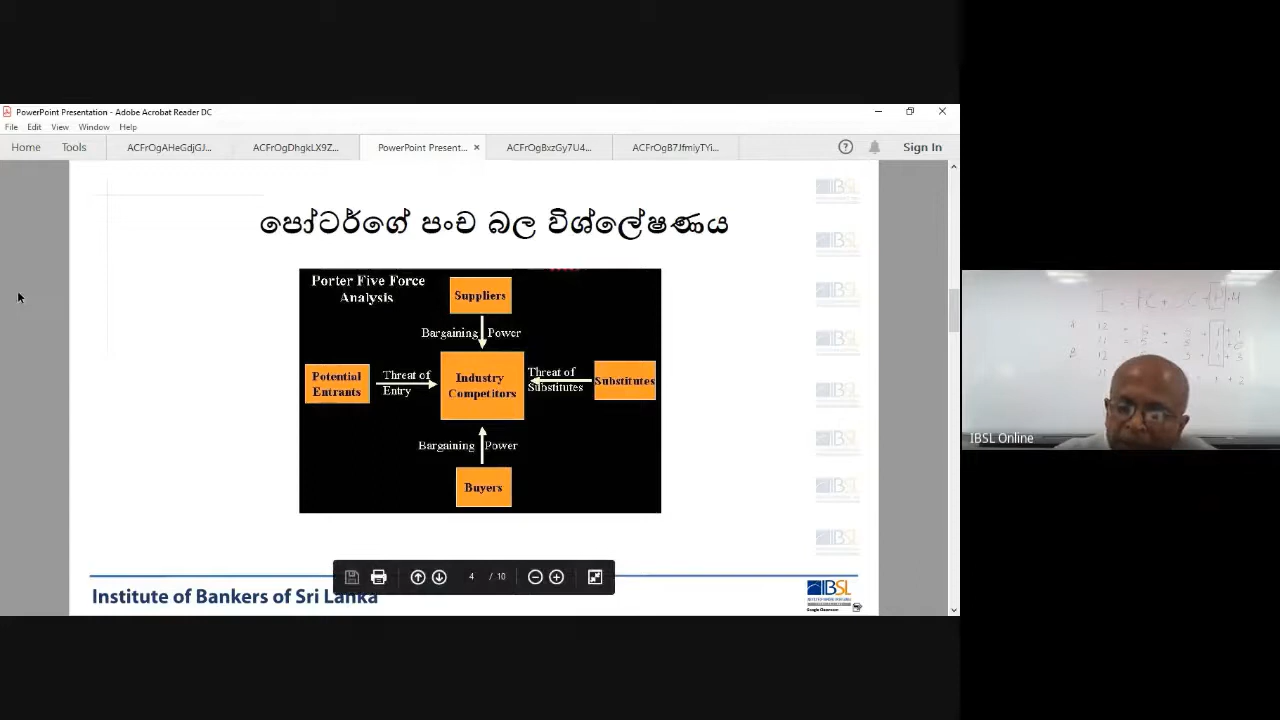 PowerPoint Presentation - Adobe Acrobat Reader DC
File Edit View Window Help
Home Tools ACFrOgAHeGdjGJ... ACFrOgDhgkLX9Z... PowerPoint Present... × ACFrOgBxzGy7U4... ACFrOgB7JfmiyTYi... Sign In
පෝටර්ගේ පංච බල විශ්ලේෂණය
Porter Five Force
Analysis
Suppliers
Bargaining Power
Potential
Entrants
Threat of
Entry
Industry
Competitors
Threat of
Substitutes
Substitutes
Bargaining Power
Buyers
4 / 10
Institute of Bankers of Sri Lanka
IBSL
IBSL Online